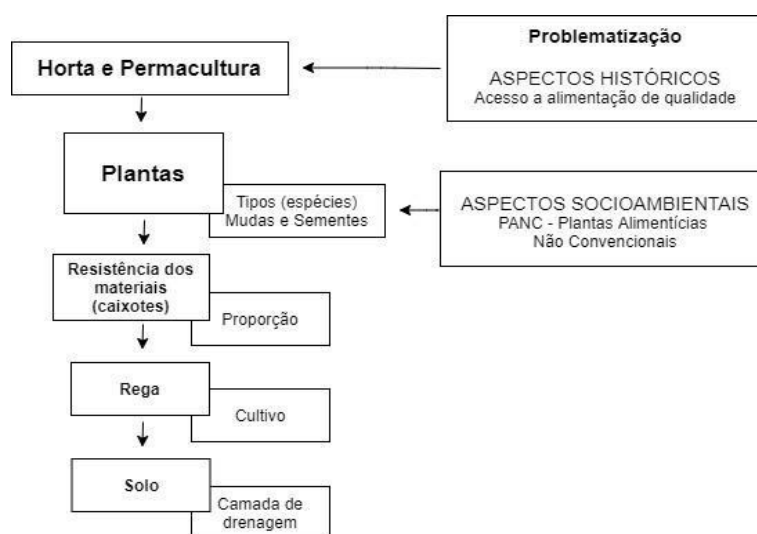 Problematização
ASPECTOS HISTÓRICOS
Acesso a alimentação de qualidade
Horta e Permacultura
Plantas
Tipos (espécies)
Mudas e Sementes
ASPECTOS SOCIOAMBIENTAIS
PANC - Plantas Alimentícias
Não Convencionais
Resistência dos
materiais
(caixotes)
Proporção
Rega
Cultivo
Solo
Camada de
drenagem